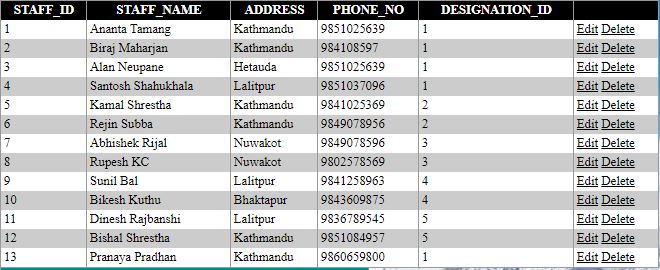 STAFF_ID STAFF_NAME ADDRESS PHONE_NO DESIGNATION_ID
1 Ananta Tamang Kathmandu 9851025639 1 Edit Delete
2 Biraj Maharjan Kathmandu 984108597 1 Edit Delete
3 Alan Neupane Hetauda 9851025639 1 Edit Delete
4 Santosh Shahukhala Lalitpur 9851037096 1 Edit Delete
5 Kamal Shrestha Kathmandu 9841025369 2 Edit Delete
6 Rejin Subba Kathmandu 9849078956 2 Edit Delete
7 Abhishek Rijal Nuwakot 9849078596 3 Edit Delete
8 Rupesh KC Nuwakot 9802578569 3 Edit Delete
9 Sunil Bal Lalitpur 9841258963 4 Edit Delete
10 Bikesh Kuthu Bhaktapur 9843609875 4 Edit Delete
11 Dinesh Rajbanshi Lalitpur 9836789545 5 Edit Delete
12 Bishal Shrestha Kathmandu 9851084957 5 Edit Delete
13 Pranaya Pradhan Kathmandu 9860659800 1 Edit Delete